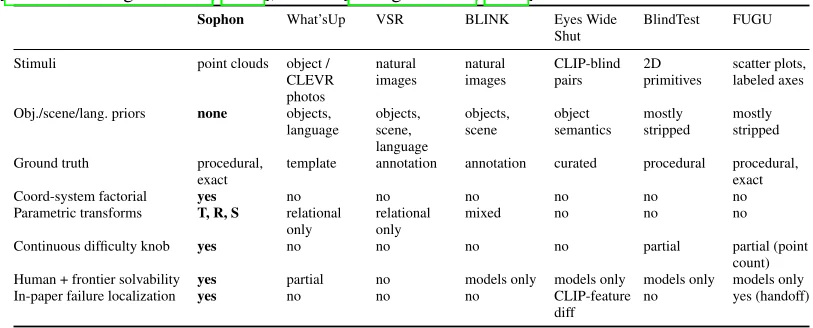 Sophon What'sUp VSR BLINK Eyes Wide BlindTest FUGU
Shut
Stimuli point clouds object / natural natural CLIP-blind 2D scatter plots,
CLEVR images images pairs primitives labeled axes
photos
Obj./scene/lang. priors none objects, objects, objects, object mostly mostly
language scene, scene semantics stripped stripped
language
Ground truth procedural, template annotation annotation curated procedural procedural,
exact exact
Coord-system factorial yes no no no no no no
Parametric transforms T, R, S relational relational mixed no no no
only only
Continuous difficulty knob yes no no no no partial partial (point
count)
Human + frontier solvability yes partial no models only models only models only models only
In-paper failure localization yes no no no CLIP-feature no yes (handoff)
diff